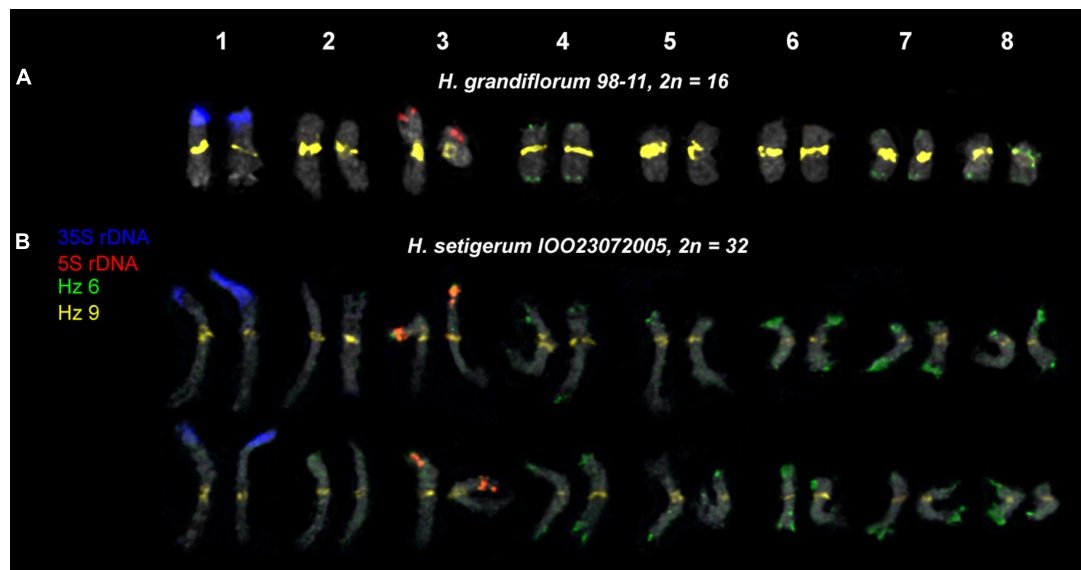 1 2 3 4 5 6 7 8
A
H. grandiflorum 98-11, 2n = 16
B
H. setigerum IOO23072005, 2n = 32
35S rDNA
5S rDNA
Hz 6
Hz 9